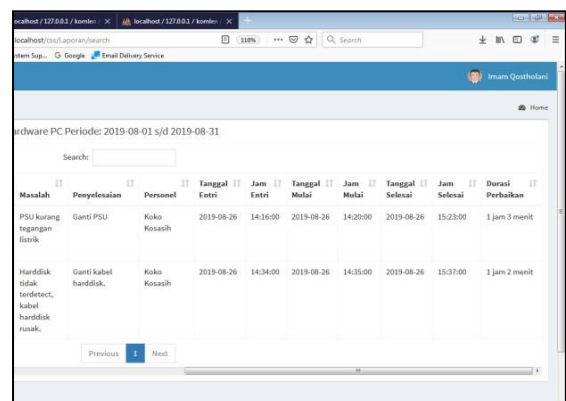 ocalhost / 127.0.0.1 / komlen
localhost / 127.0.0.1 / komlen
localhost/css/Laporan/search
110%
Search
stem Sup...
Google
Email Delivery Service
Imam Qostholani
Home
ardware PC Periode: 2019-08-01 s/d 2019-08-31
Search:
Masalah Penyelesaian Personel Tanggal Entri Jam Entri Tanggal Mulai Jam Mulai Tanggal Selesai Jam Selesai Durasi Perbaikan
PSU kurang Ganti PSU Koko 2019-08-26 14:16:00 2019-08-26 14:20:00 2019-08-26 15:23:00 1 jam 3 menit
tegangan Kosasih
listrik
Harddisk Ganti kabel Koko 2019-08-26 14:34:00 2019-08-26 14:35:00 2019-08-26 15:37:00 1 jam 2 menit
tidak harddisk. Kosasih
terdetect,
kabel
harddisk
rusak.
Previous 1 Next